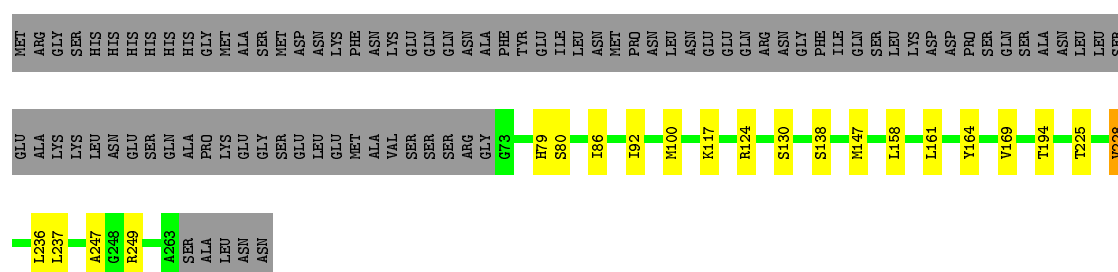 MET ARG GLY SER HIS HIS HIS HIS HIS HIS GLY MET ALA SER MET ASP ASN LYS PHE ASN LYS GLU GLN GLN ASN ALA PHE TYR GLU ILE LEU ASN MET PRO ASN LEU ASN GLU GLU GLN ARG ASN GLY PHE ILE GLN SER LEU LYS ASP ASP PRO SER GLN SER ALA ASN LEU LEU SER
GLU ALA LYS LYS LEU ASN GLU SER GLN ALA PRO LYS GLU GLY SER GLU LEU GLU MET ALA VAL SER SER SER ARG GLY G73 H79 S80 I86 I92 M100 K117 R124 S130 S138 M147 L158 L161 Y164 V169 T194 T225
L236 L237 A247 G248 R249 A263 SER ALA LEU ASN ASN